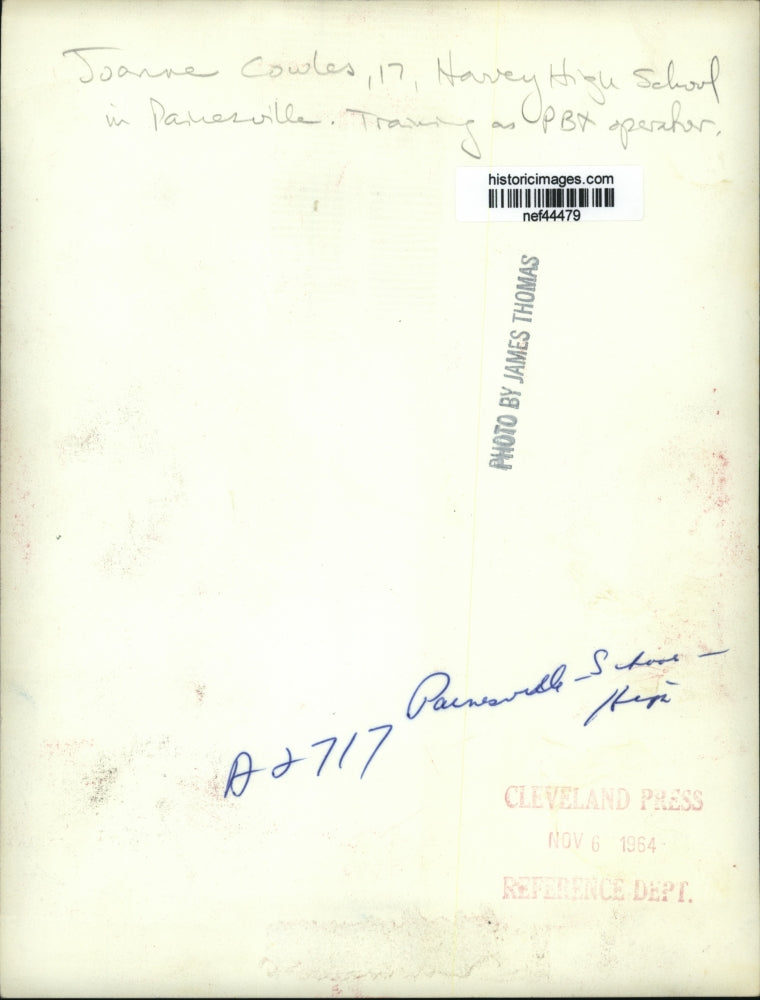 Joanne Cowles, 17, Harvey High School
in Painesville. Training as PBX operator.
historicimages.com
nef44479
PHOTO BY JAMES THOMAS
Painesville - School -
High
A2717
CLEVELAND PRESS
NOV 6 1964
REFERENCE DEPT.